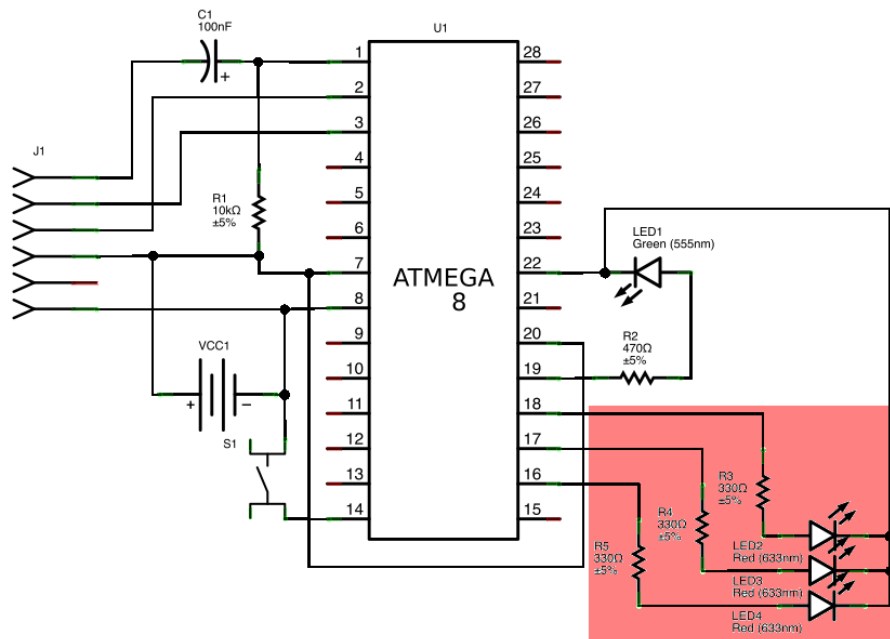 C1
100nF
+
U1
1
2
3
4
5
6
7
8
9
10
11
12
13
14
28
27
26
25
24
23
22
21
20
19
18
17
16
15
ATMEGA
8
J1
R1
10kΩ
±5%
VCC1
+
−
S1
LED1
Green (555nm)
R2
470Ω
±5%
R3
330Ω
±5%
R4
330Ω
±5%
R5
330Ω
±5%
LED2
Red (633nm)
LED3
Red (633nm)
LED4
Red (633nm)